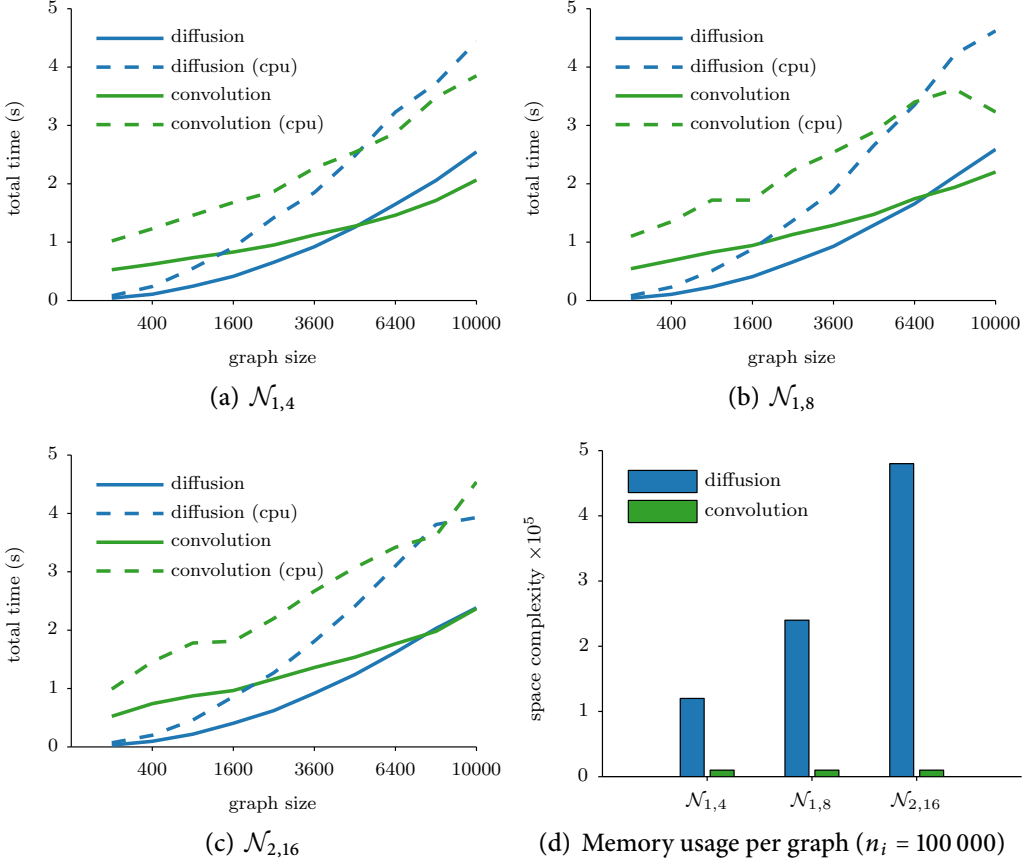 5
4
3
2
1
0
total time (s)
diffusion
diffusion (cpu)
convolution
convolution (cpu)
400 1600 3600 6400 10000
graph size
(a) 𝒩1,4
5
4
3
2
1
0
total time (s)
diffusion
diffusion (cpu)
convolution
convolution (cpu)
400 1600 3600 6400 10000
graph size
(b) 𝒩1,8
5
4
3
2
1
0
total time (s)
diffusion
diffusion (cpu)
convolution
convolution (cpu)
400 1600 3600 6400 10000
graph size
(c) 𝒩2,16
5
4
3
2
1
0
space complexity ×10⁵
diffusion
convolution
𝒩1,4 𝒩1,8 𝒩2,16
(d) Memory usage per graph (nᵢ = 100 000)